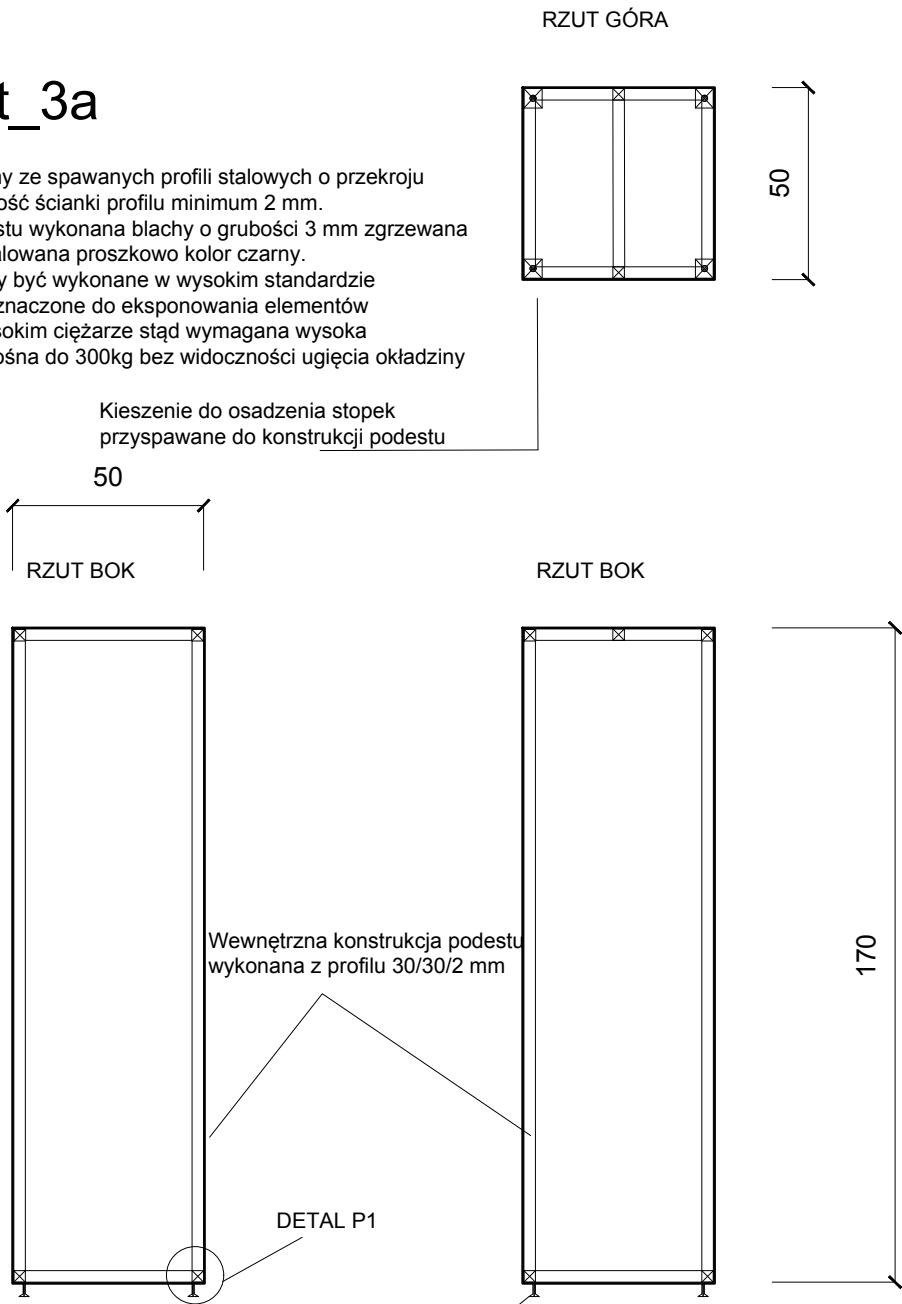 RZUT GÓRA
t_3a
50
y ze spawanych profili stalowych o przekroju
ość ścianki profilu minimum 2 mm.
stu wykonana blachy o grubości 3 mm zgrzewana
alowana proszkowo kolor czarny.
y być wykonane w wysokim standardzie
znaczone do eksponowania elementów
sokim ciężarze stąd wymagana wysoka
ośna do 300kg bez widoczności ugięcia okładziny
Kieszenie do osadzenia stopek
przyspawane do konstrukcji podestu
50
RZUT BOK
RZUT BOK
Wewnętrzna konstrukcja podestu
wykonana z profilu 30/30/2 mm
170
DETAL P1